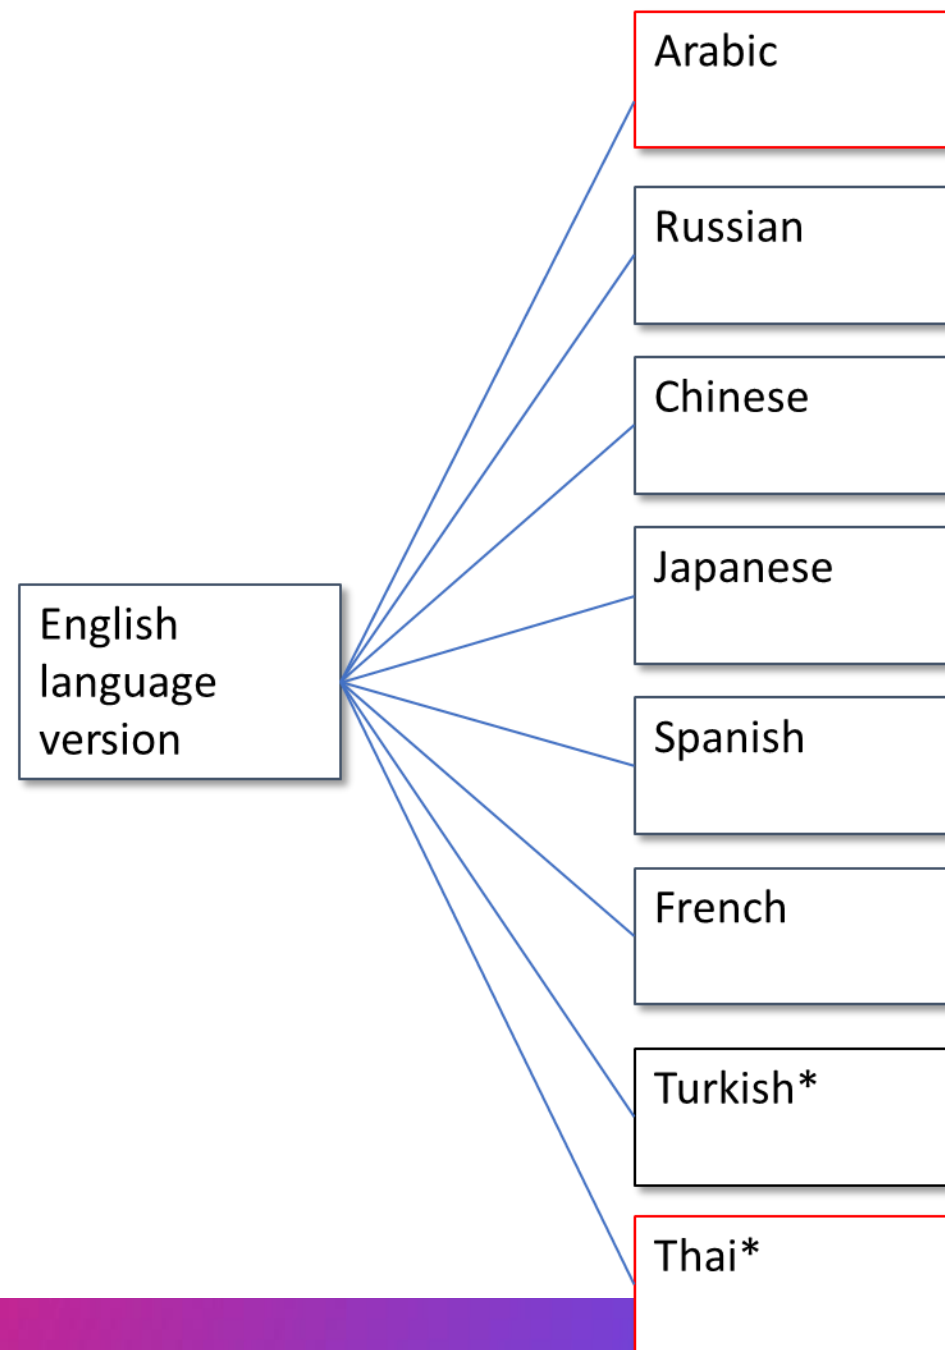 Arabic
Russian
Chinese
Japanese
English
language
version
Spanish
French
Turkish*
Thai*